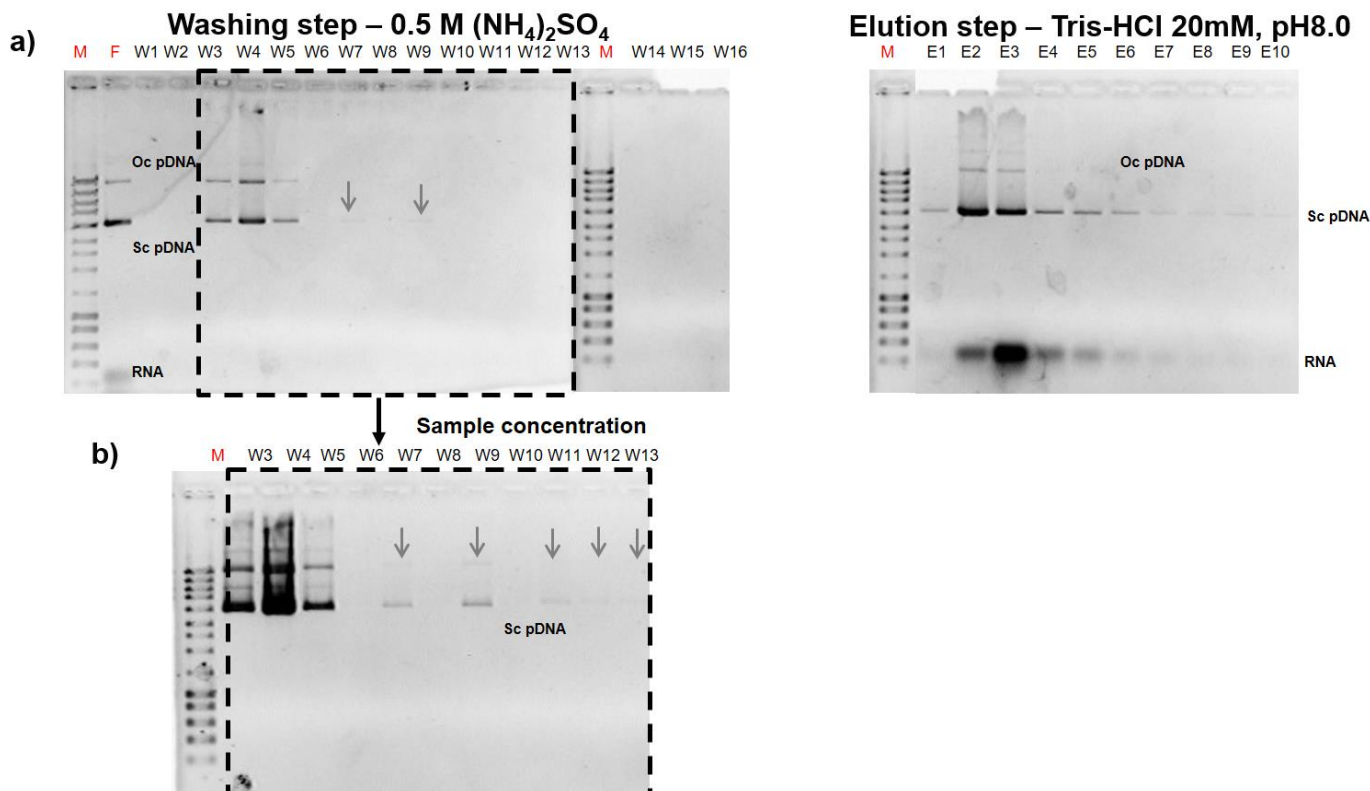 Washing step – 0.5 M (NH₄)₂SO₄
a)
M F W1 W2 W3 W4 W5 W6 W7 W8 W9 W10 W11 W12 W13 M W14 W15 W16
Oc pDNA
Sc pDNA
RNA
Elution step – Tris-HCl 20mM, pH8.0
M E1 E2 E3 E4 E5 E6 E7 E8 E9 E10
Oc pDNA
Sc pDNA
RNA
Sample concentration
b)
M W3 W4 W5 W6 W7 W8 W9 W10 W11 W12 W13
Sc pDNA